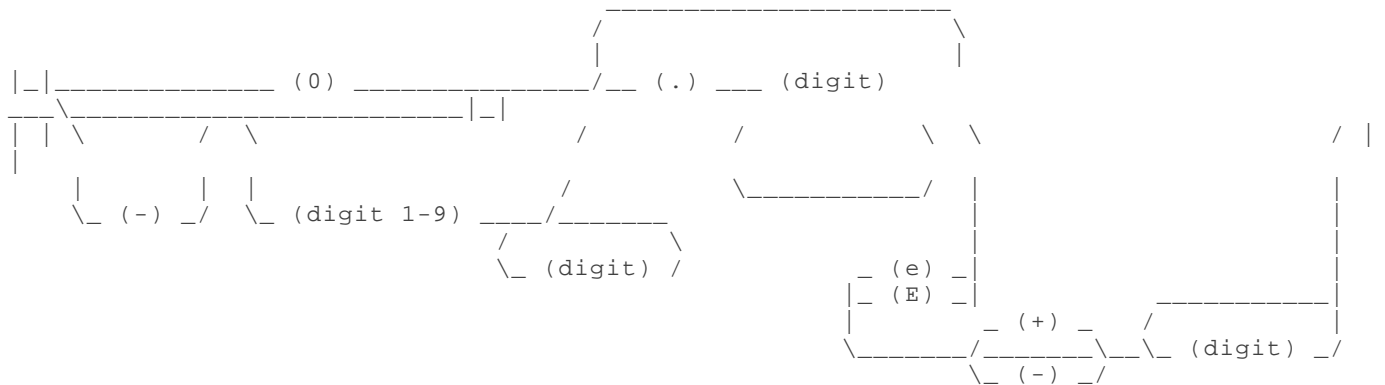 (0) (.) (digit)
(-) (digit 1-9)
(digit) (e)
(E)
(+)
(digit)
(-)